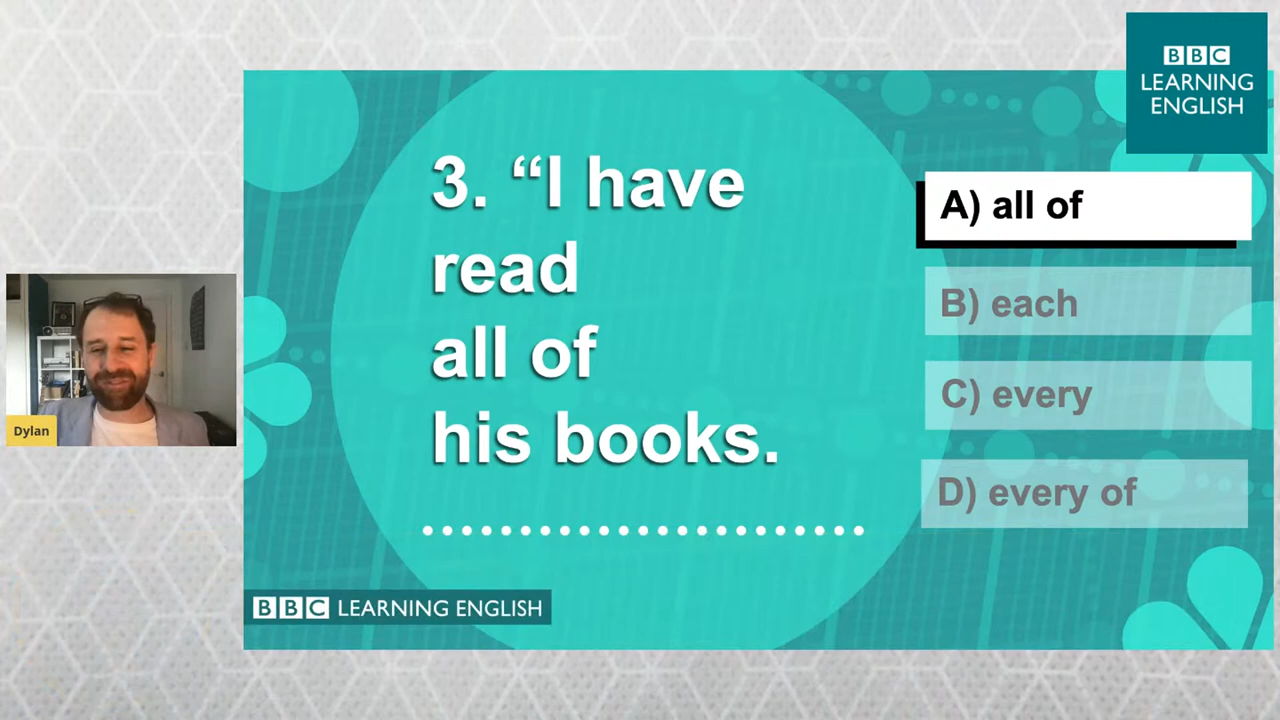 BBC
LEARNING
ENGLISH
3. “I have
read
all of
his books.
A) all of
B) each
C) every
D) every of
Dylan
BBC LEARNING ENGLISH